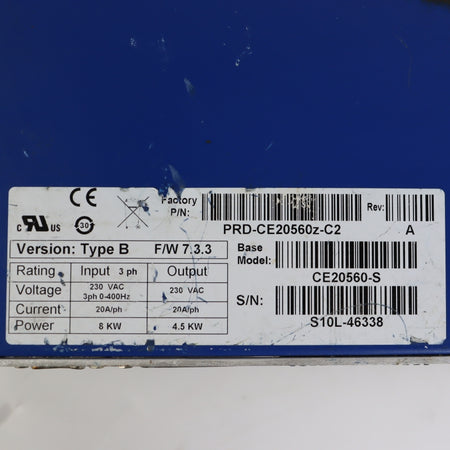 CE
Factory
P/N:
Rev:
PRD-CE20560z-C2 A
c UL us
30
Version: Type B F/W 7.3.3
Base
Model:
CE20560-S
Rating Input 3 ph Output
Voltage 230 VAC 230 VAC
3ph 0-400Hz
Current 20A/ph 20A/ph
Power 8 KW 4.5 KW
S/N:
S10L-46338